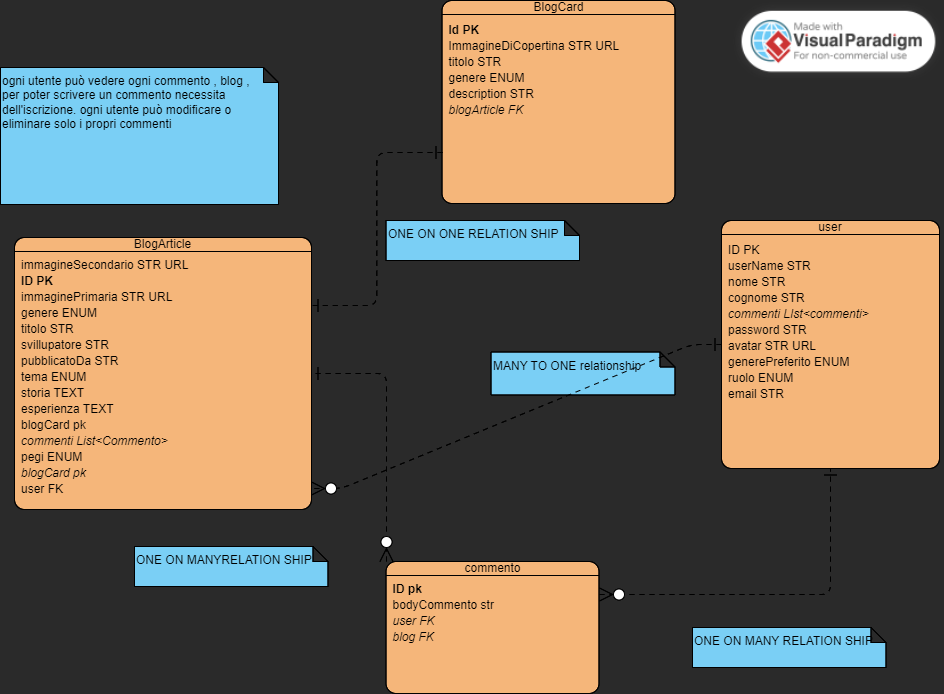 BlogCard
Id PK
ImmagineDiCopertina STR URL
titolo STR
genere ENUM
description STR
blogArticle FK
Made with
Visual Paradigm
For non-commercial use
ogni utente può vedere ogni commento , blog ,
per poter scrivere un commento necessita
dell'iscrizione. ogni utente può modificare o
eliminare solo i propri commenti
ONE ON ONE RELATION SHIP
BlogArticle
immagineSecondario STR URL
ID PK
immaginePrimaria STR URL
genere ENUM
titolo STR
svillupatore STR
pubblicatoDa STR
tema ENUM
storia TEXT
esperienza TEXT
blogCard pk
commenti List<Commento>
pegi ENUM
blogCard pk
user FK
user
ID PK
userName STR
nome STR
cognome STR
commenti LIst<commenti>
password STR
avatar STR URL
generePreferito ENUM
ruolo ENUM
email STR
MANY TO ONE relationship
ONE ON MANYRELATION SHIP
commento
ID pk
bodyCommento str
user FK
blog FK
ONE ON MANY RELATION SHIP